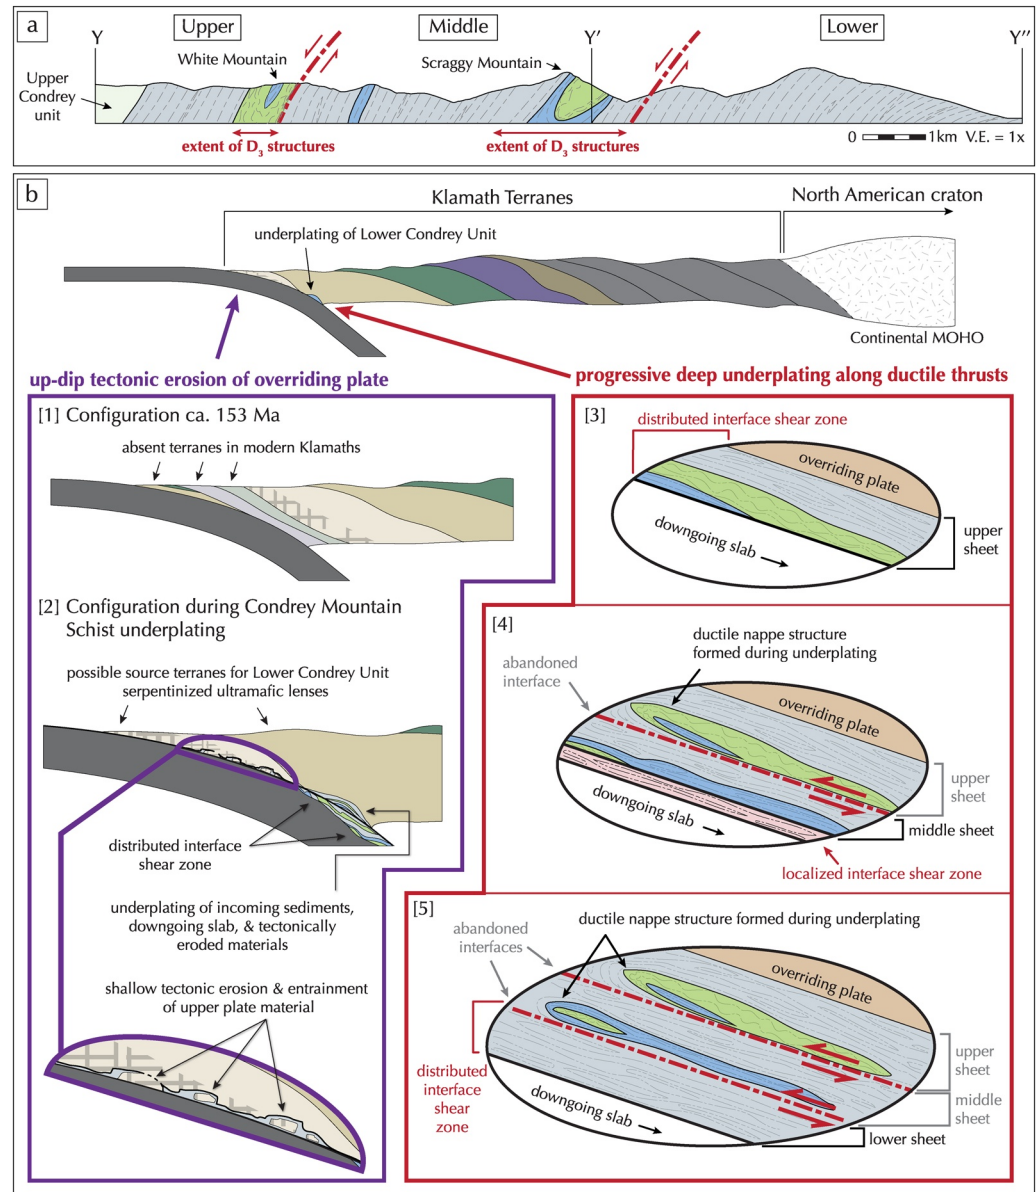 a
Upper
Middle
Lower
Y
Y′
Y″
White Mountain
Scraggy Mountain
Upper
Condrey
unit
extent of D3 structures
extent of D3 structures
0 1km V.E. = 1x
b
Klamath Terranes
North American craton
underplating of Lower Condrey Unit
Continental MOHO
up-dip tectonic erosion of overriding plate
progressive deep underplating along ductile thrusts
[1] Configuration ca. 153 Ma
absent terranes in modern Klamaths
[2] Configuration during Condrey Mountain
Schist underplating
possible source terranes for Lower Condrey Unit
serpentinized ultramafic lenses
distributed interface
shear zone
underplating of incoming sediments,
downgoing slab, & tectonically
eroded materials
shallow tectonic erosion & entrainment
of upper plate material
[3]
distributed interface shear zone
overriding plate
downgoing slab
upper
sheet
[4]
ductile nappe structure
formed during underplating
abandoned
interface
overriding plate
downgoing slab
upper
sheet
middle sheet
localized interface shear zone
[5]
ductile nappe structure formed during underplating
abandoned
interfaces
overriding plate
distributed
interface
shear
zone
downgoing slab
upper
sheet
middle
sheet
lower sheet